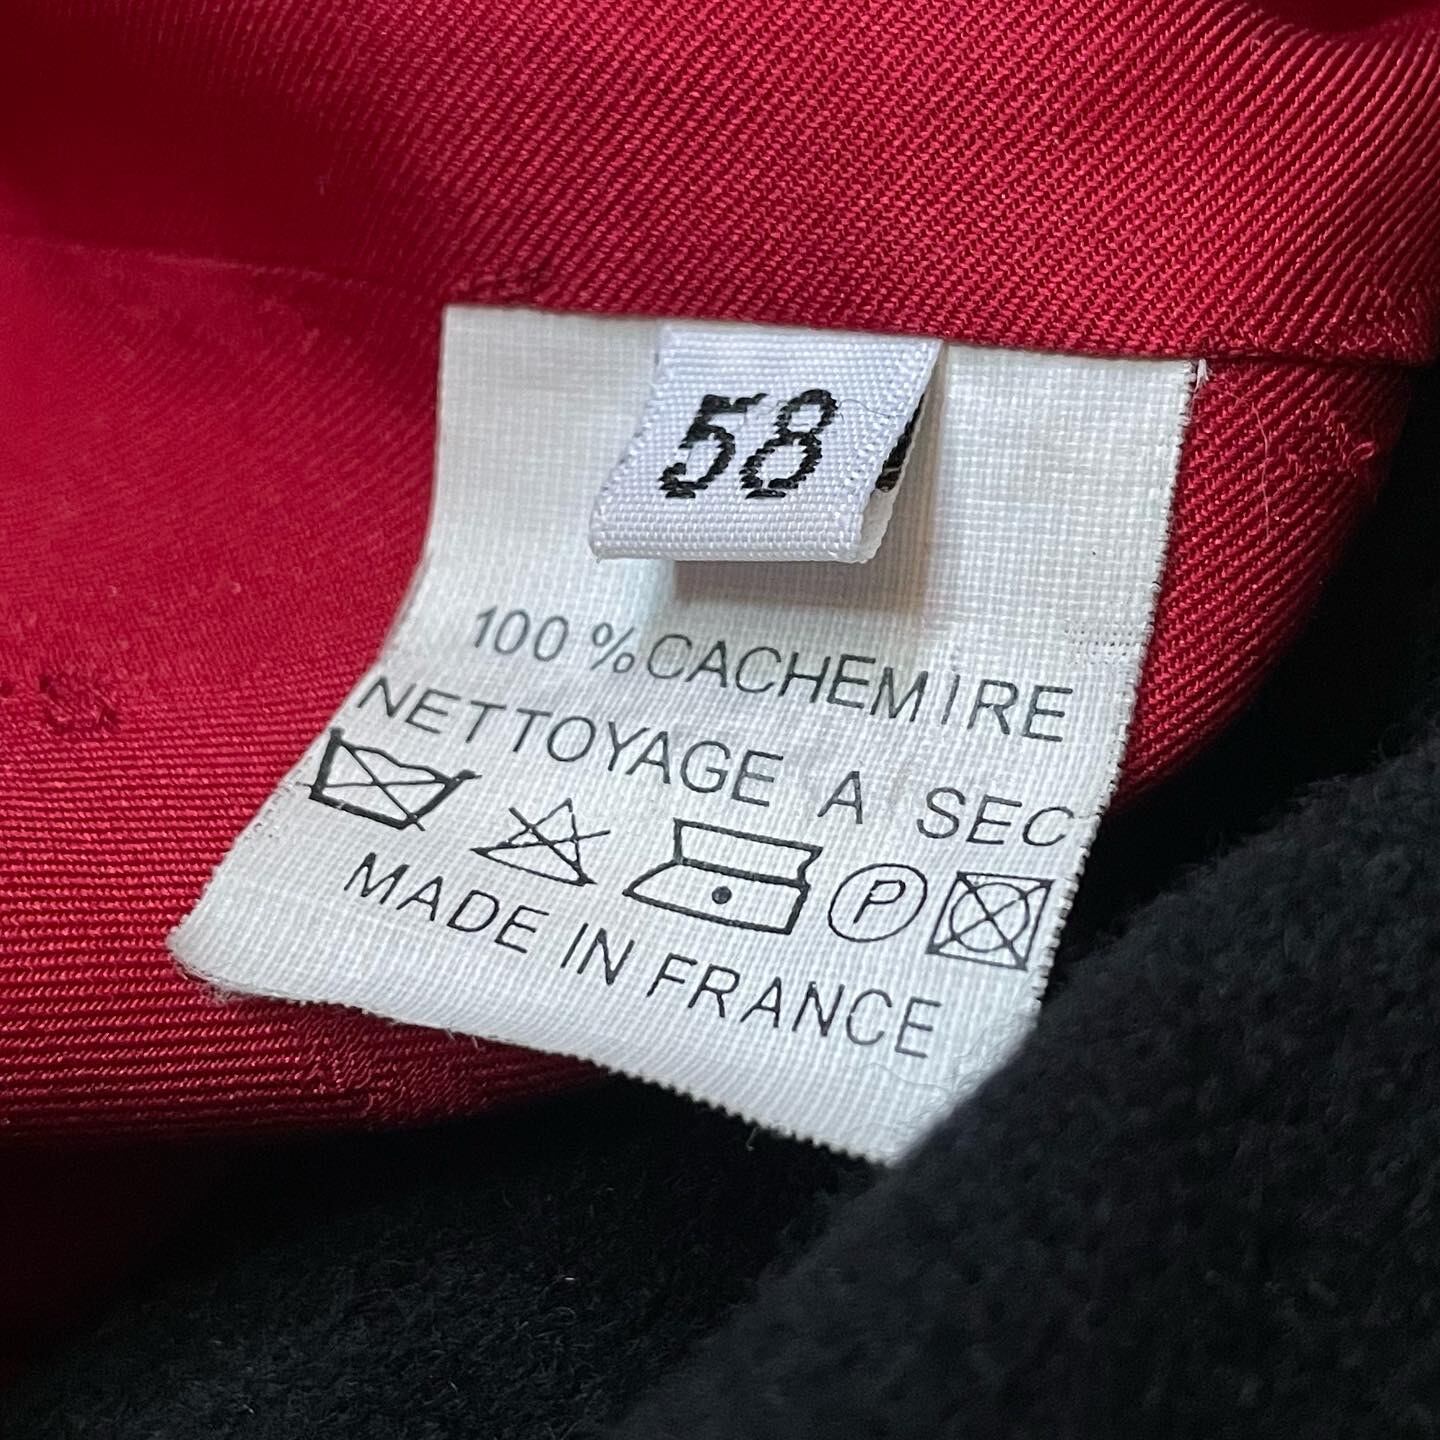 58
100 % CACHEMIRE
NETTOYAGE A SEC
P
MADE IN FRANCE